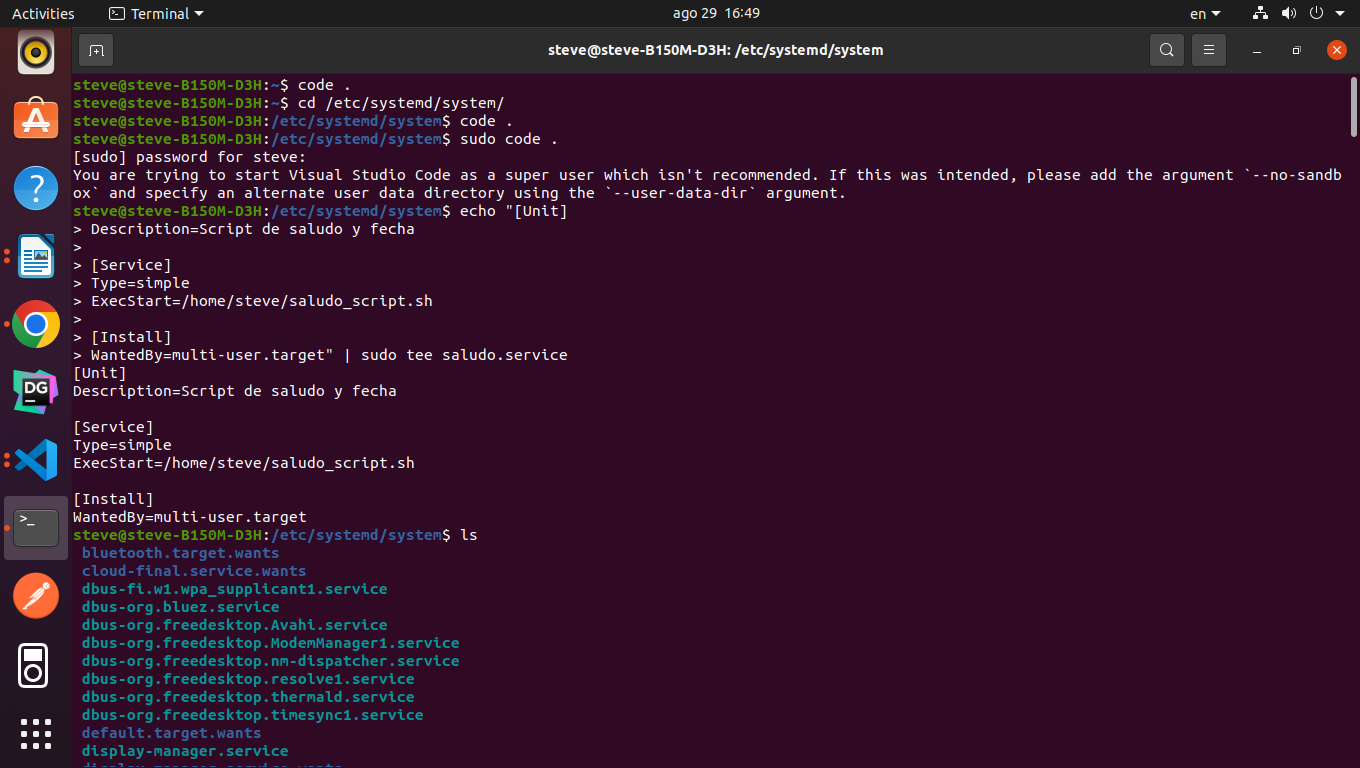 Activities Terminal ago 29 16:49 en
steve@steve-B150M-D3H: /etc/systemd/system
steve@steve-B150M-D3H:~$ code .
steve@steve-B150M-D3H:~$ cd /etc/systemd/system/
steve@steve-B150M-D3H:/etc/systemd/system$ code .
steve@steve-B150M-D3H:/etc/systemd/system$ sudo code .
[sudo] password for steve:
You are trying to start Visual Studio Code as a super user which isn't recommended. If this was intended, please add the argument `--no-sandb
ox` and specify an alternate user data directory using the `--user-data-dir` argument.
steve@steve-B150M-D3H:/etc/systemd/system$ echo "[Unit]
> Description=Script de saludo y fecha
>
> [Service]
> Type=simple
> ExecStart=/home/steve/saludo_script.sh
>
> [Install]
> WantedBy=multi-user.target" | sudo tee saludo.service
[Unit]
Description=Script de saludo y fecha
[Service]
Type=simple
ExecStart=/home/steve/saludo_script.sh
[Install]
WantedBy=multi-user.target
steve@steve-B150M-D3H:/etc/systemd/system$ ls
bluetooth.target.wants
cloud-final.service.wants
dbus-fi.w1.wpa_supplicant1.service
dbus-org.bluez.service
dbus-org.freedesktop.Avahi.service
dbus-org.freedesktop.ModemManager1.service
dbus-org.freedesktop.nm-dispatcher.service
dbus-org.freedesktop.resolve1.service
dbus-org.freedesktop.thermald.service
dbus-org.freedesktop.timesync1.service
default.target.wants
display-manager.service
DG
>_